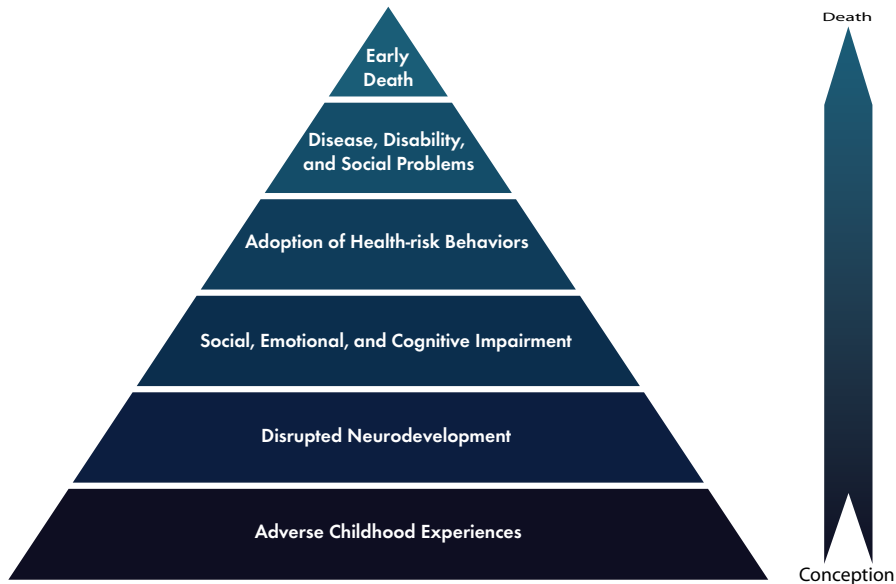 Death
Early
Death
Disease, Disability,
and Social Problems
Adoption of Health-risk Behaviors
Social, Emotional, and Cognitive Impairment
Disrupted Neurodevelopment
Adverse Childhood Experiences
Conception